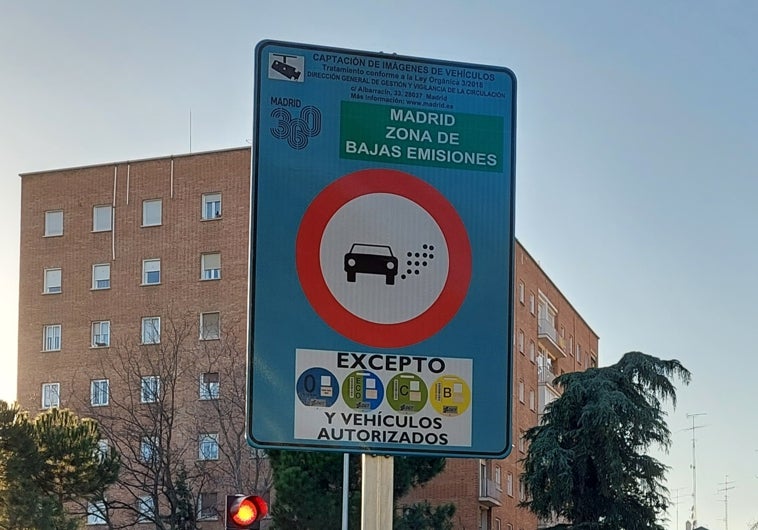 CAPTACIÓN DE IMÁGENES DE VEHÍCULOS
Tratamiento conforme a la Ley Orgánica 3/2018
DIRECCIÓN GENERAL DE GESTIÓN Y VIGILANCIA DE LA CIRCULACIÓN
c/ Albarracín, 33. 28037, Madrid
Más información: www.madrid.es
MADRID
360
MADRID
ZONA DE
BAJAS EMISIONES
EXCEPTO
0 ECO C B
Y VEHÍCULOS
AUTORIZADOS